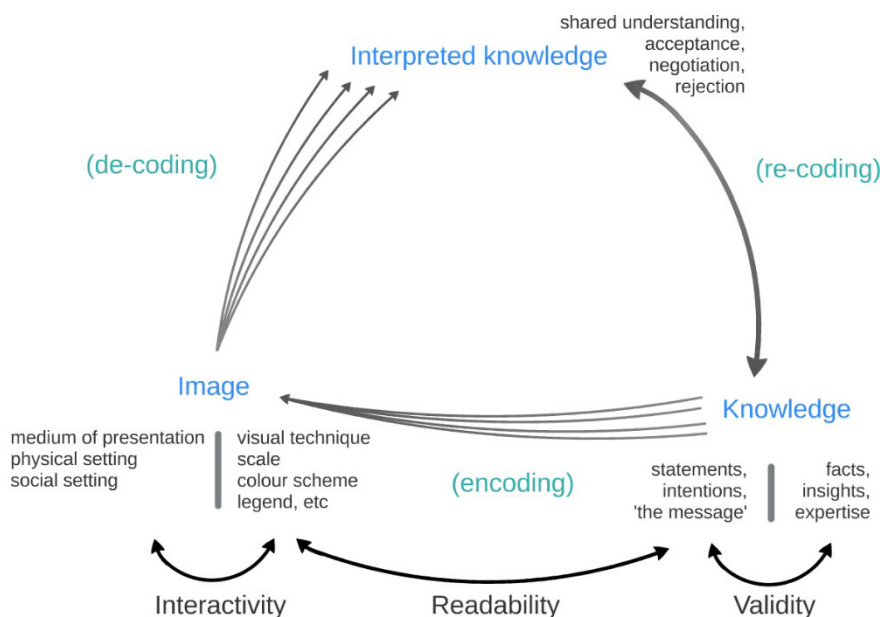 shared understanding,
acceptance,
negotiation,
rejection
Interpreted knowledge
(de-coding)
(re-coding)
Image
Knowledge
medium of presentation
physical setting
social setting
visual technique
scale
colour scheme
legend, etc
(encoding)
statements,
intentions,
'the message'
facts,
insights,
expertise
Interactivity
Readability
Validity